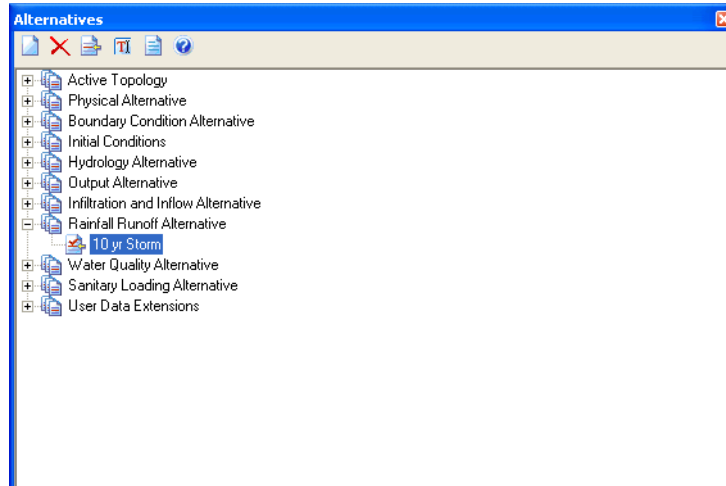 Alternatives
Active Topology
Physical Alternative
Boundary Condition Alternative
Initial Conditions
Hydrology Alternative
Output Alternative
Infiltration and Inflow Alternative
Rainfall Runoff Alternative
10 yr Storm
Water Quality Alternative
Sanitary Loading Alternative
User Data Extensions